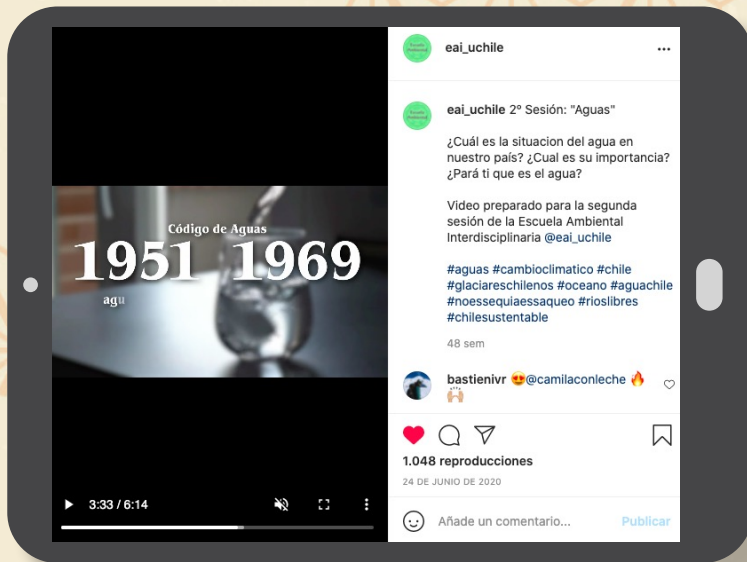 Código de Aguas
1951 1969
agu
3:33 / 6:14
eai_uchile
eai_uchile 2º Sesión: "Aguas"
¿Cuál es la situacion del agua en
nuestro país? ¿Cual es su importancia?
¿Pará ti que es el agua?
Video preparado para la segunda
sesión de la Escuela Ambiental
Interdisciplinaria @eai_uchile
#aguas #cambioclimatico #chile
#glaciareschilenos #oceano #aguachile
#noessequiaessaqueo #rioslibres
#chilesustentable
48 sem
bastienivr 😍@camilaconleche 🔥
🙌🏼
1.048 reproducciones
24 DE JUNIO DE 2020
Añade un comentario... Publicar